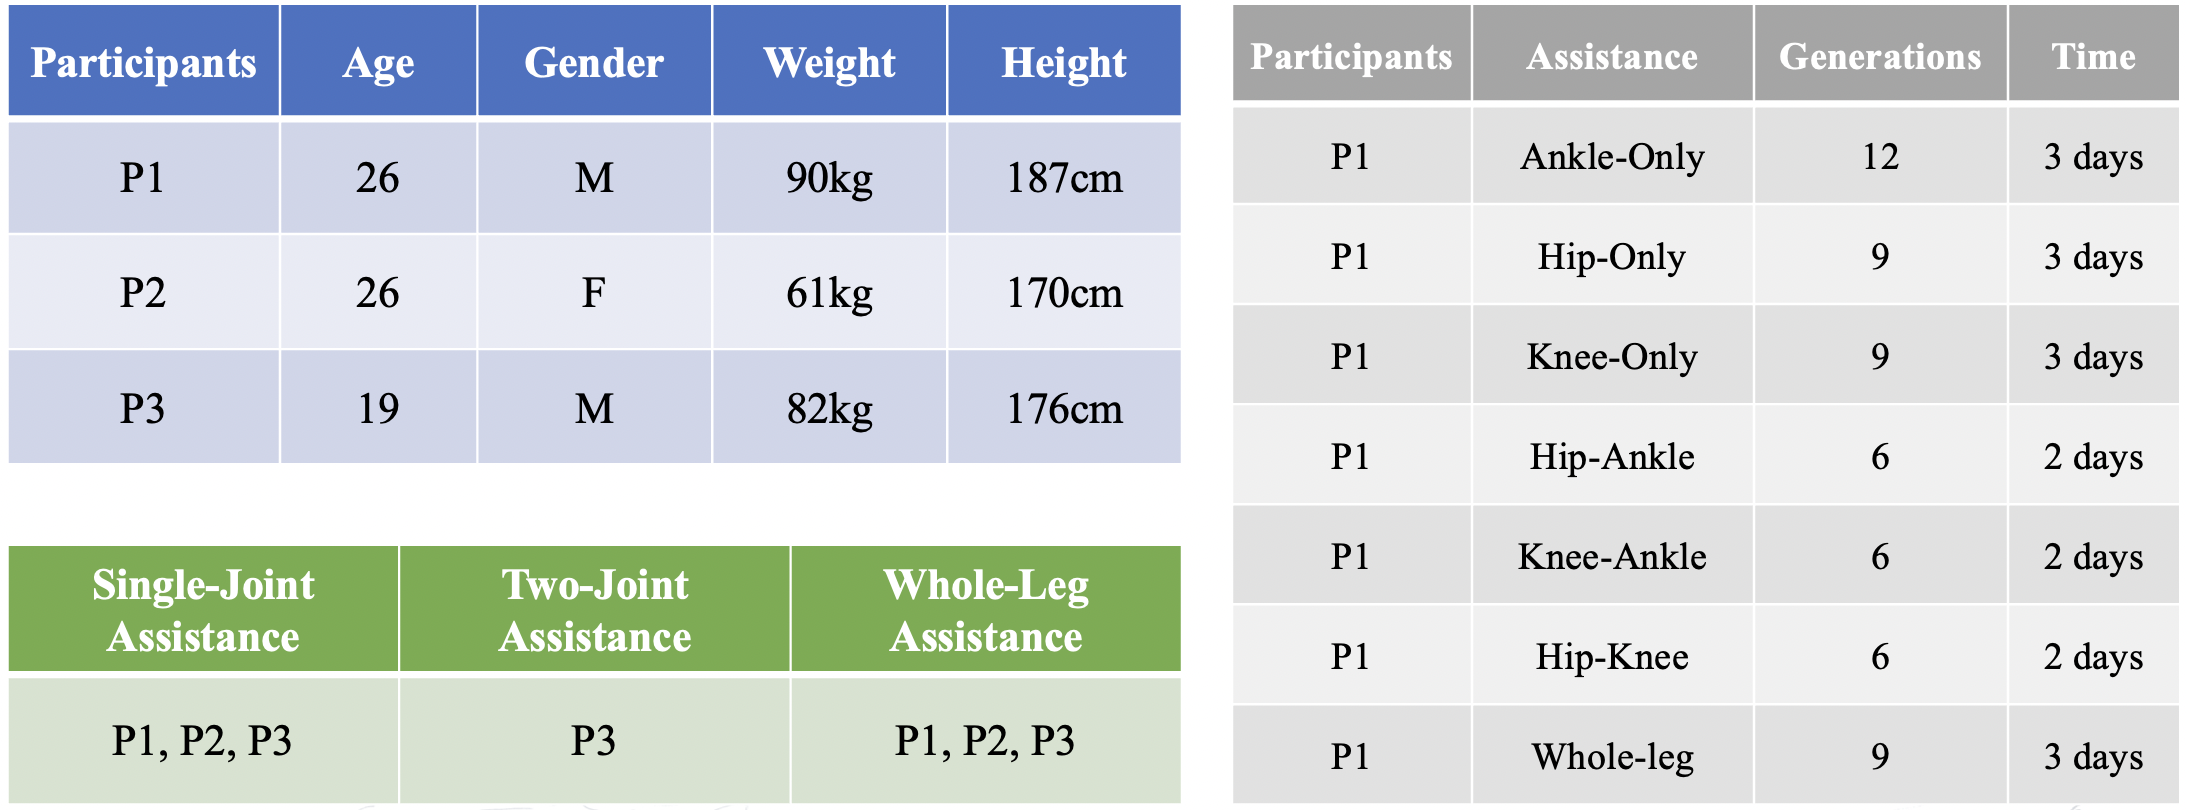 Participants Age Gender Weight Height
P1 26 M 90kg 187cm
P2 26 F 61kg 170cm
P3 19 M 82kg 176cm
Single-Joint Assistance Two-Joint Assistance Whole-Leg Assistance
P1, P2, P3 P3 P1, P2, P3
Participants Assistance Generations Time
P1 Ankle-Only 12 3 days
P1 Hip-Only 9 3 days
P1 Knee-Only 9 3 days
P1 Hip-Ankle 6 2 days
P1 Knee-Ankle 6 2 days
P1 Hip-Knee 6 2 days
P1 Whole-leg 9 3 days